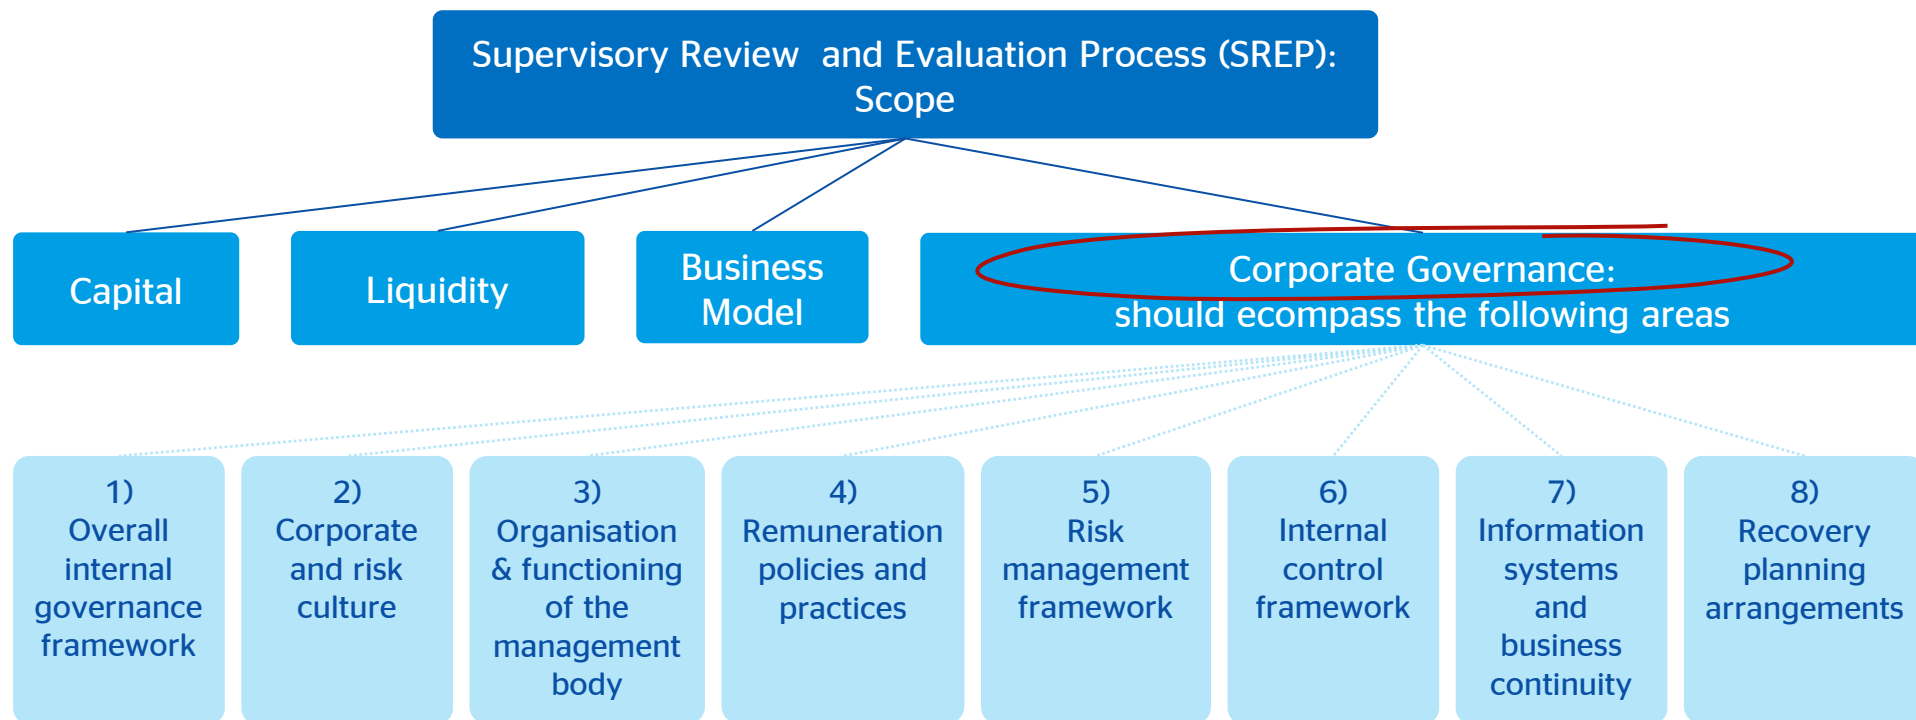 Supervisory Review  and Evaluation Process (SREP):
Scope
Capital
Liquidity
Business
Model
Corporate Governance:
should ecompass the following areas
1)
Overall
internal
governance
framework
2)
Corporate
and risk
culture
3)
Organisation
& functioning
of the
management
body
4)
Remuneration
policies and
practices
5)
Risk
management
framework
6)
Internal
control
framework
7)
Information
systems
and
business
continuity
8)
Recovery
planning
arrangements